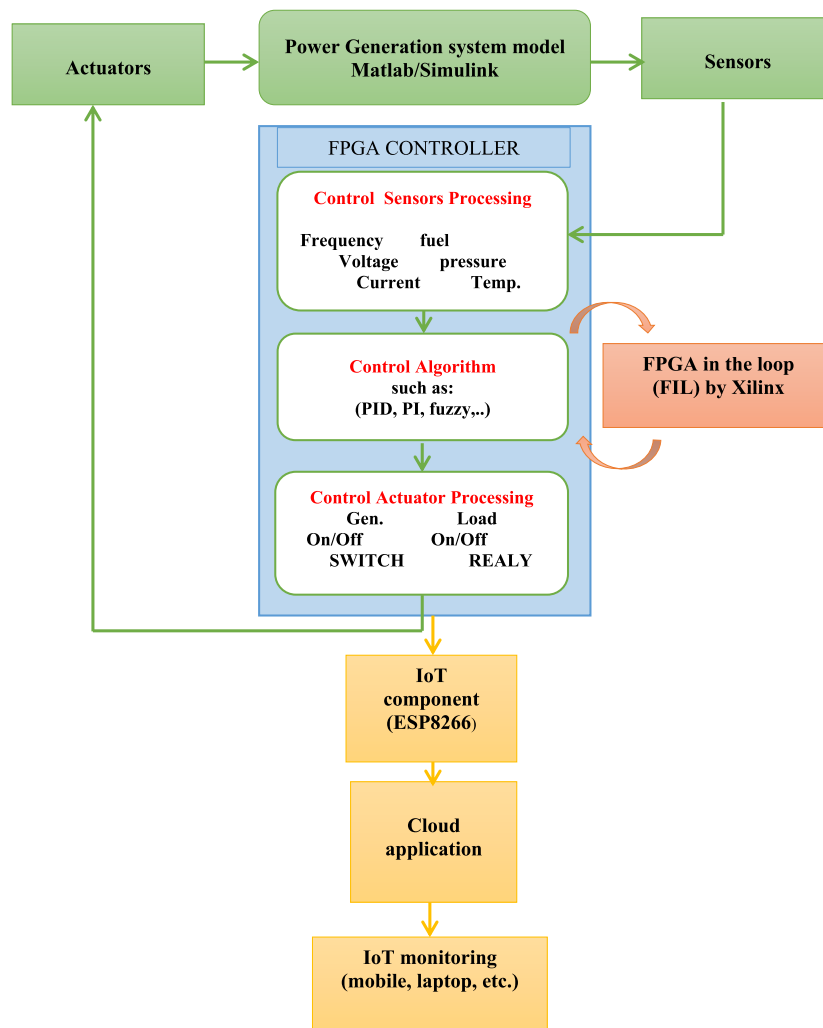 Actuators
Power Generation system model
Matlab/Simulink
Sensors
FPGA CONTROLLER
Control Sensors Processing
Frequency fuel
Voltage pressure
Current Temp.
Control Algorithm
such as:
(PID, PI, fuzzy,..)
FPGA in the loop
(FIL) by Xilinx
Control Actuator Processing
Gen. Load
On/Off On/Off
SWITCH REALY
IoT
component
(ESP8266)
Cloud
application
IoT monitoring
(mobile, laptop, etc.)